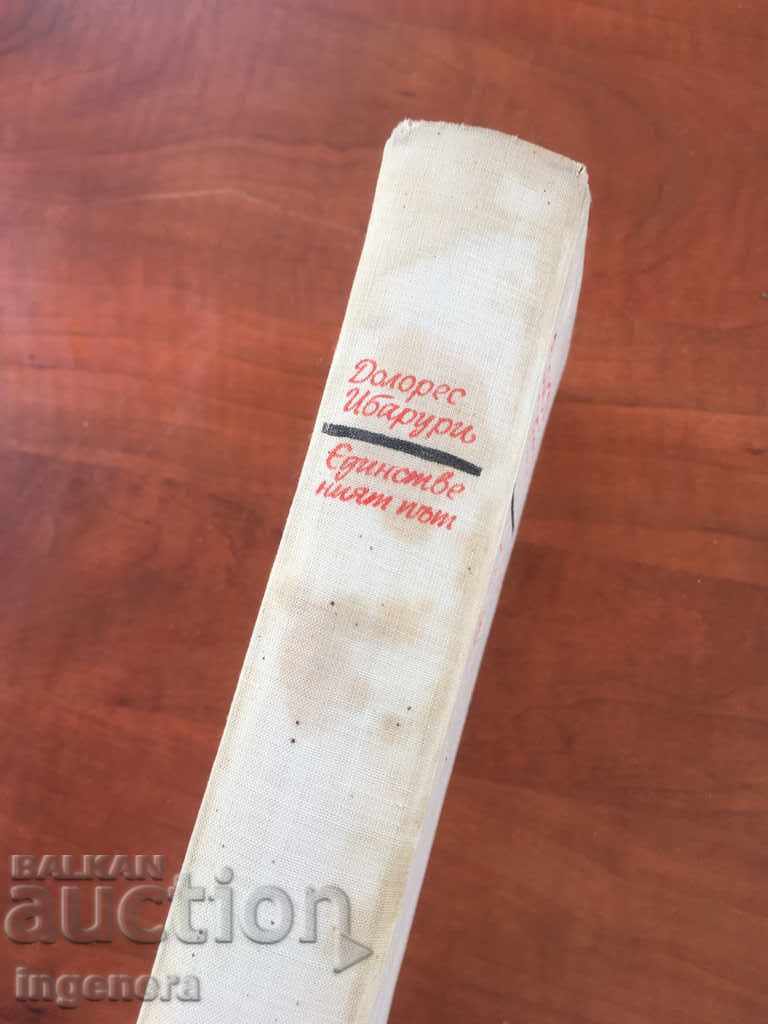 Долорес
Ибарури
Единстве
ният път
BALKAN
auction
ingenora